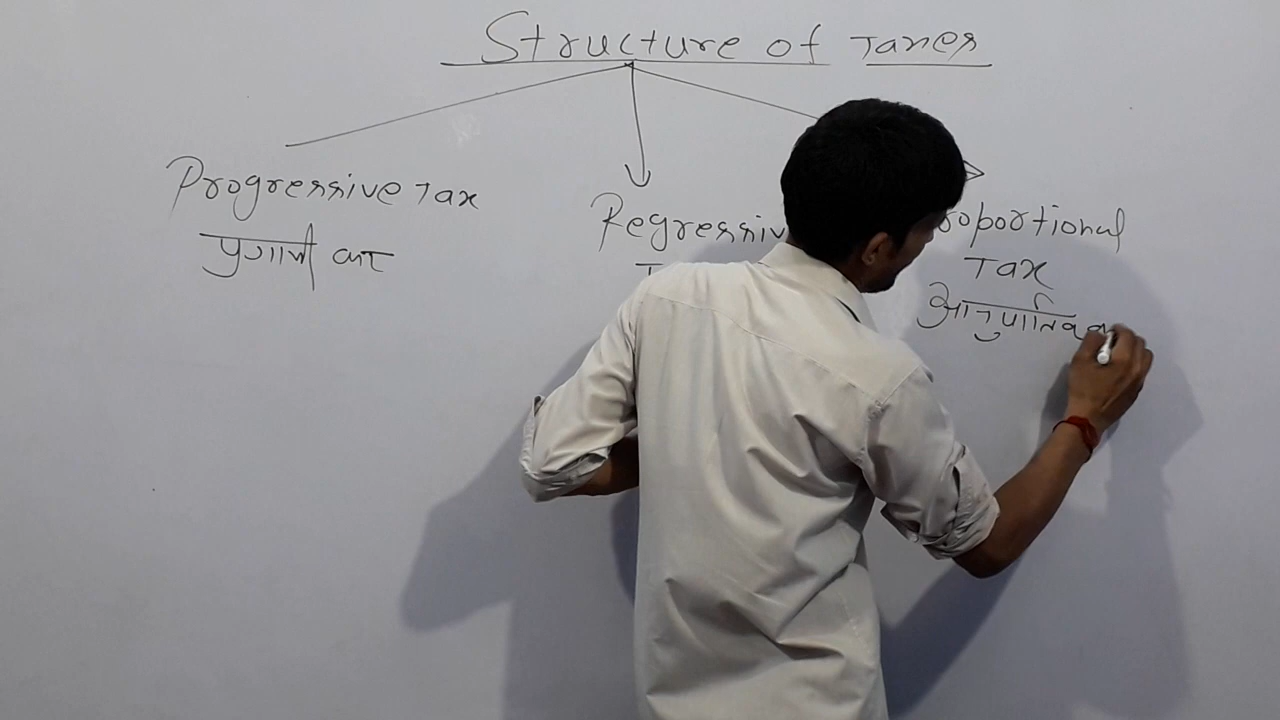 Structure of Taxes
Progressive Tax
प्रगामी कर
Regressiv
T
roportional
Tax
आनुपातिक